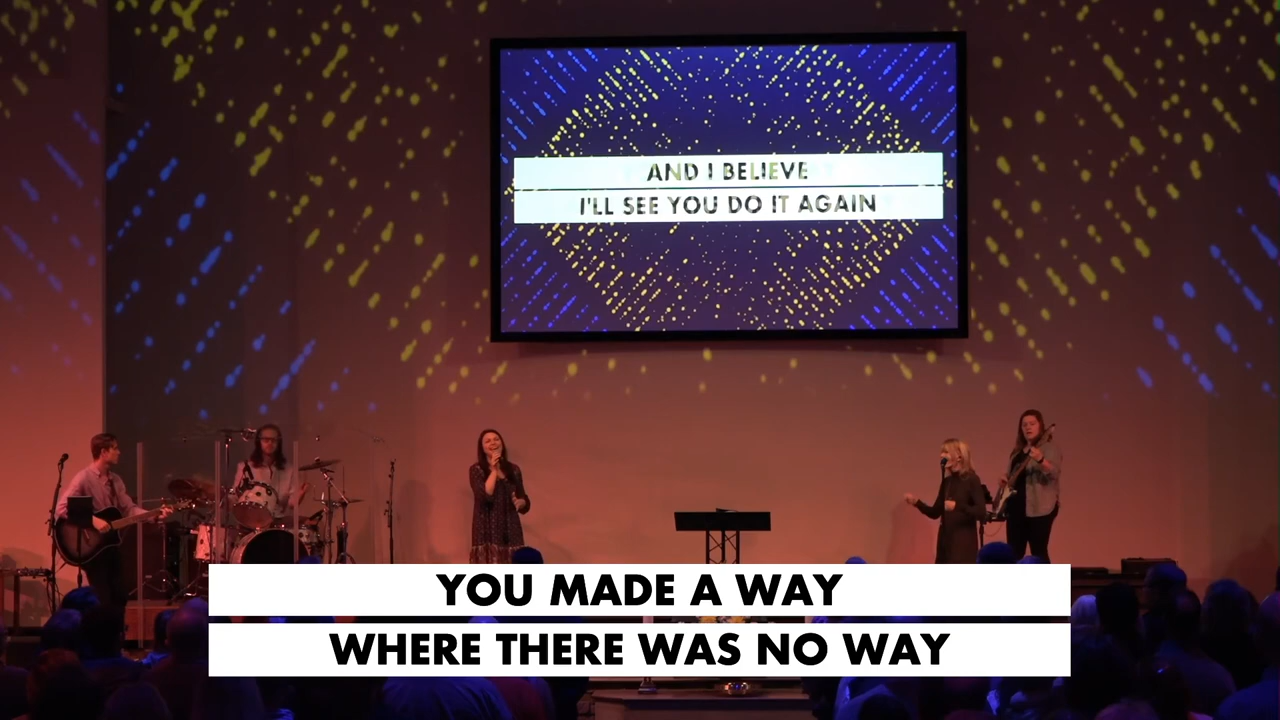 AND I BELIEVE
I'LL SEE YOU DO IT AGAIN
YOU MADE A WAY
WHERE THERE WAS NO WAY